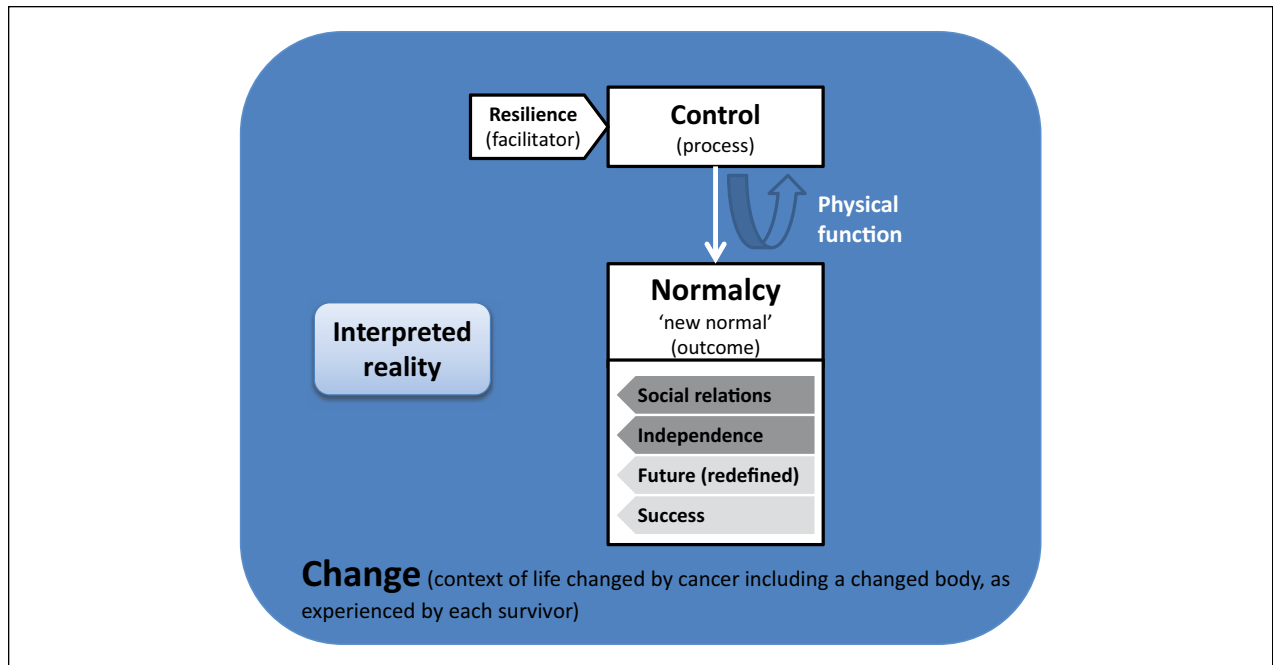 Resilience
(facilitator)
Control
(process)
Physical
function
Normalcy
‘new normal’
(outcome)
Interpreted
reality
Social relations
Independence
Future (redefined)
Success
Change (context of life changed by cancer including a changed body, as
experienced by each survivor)